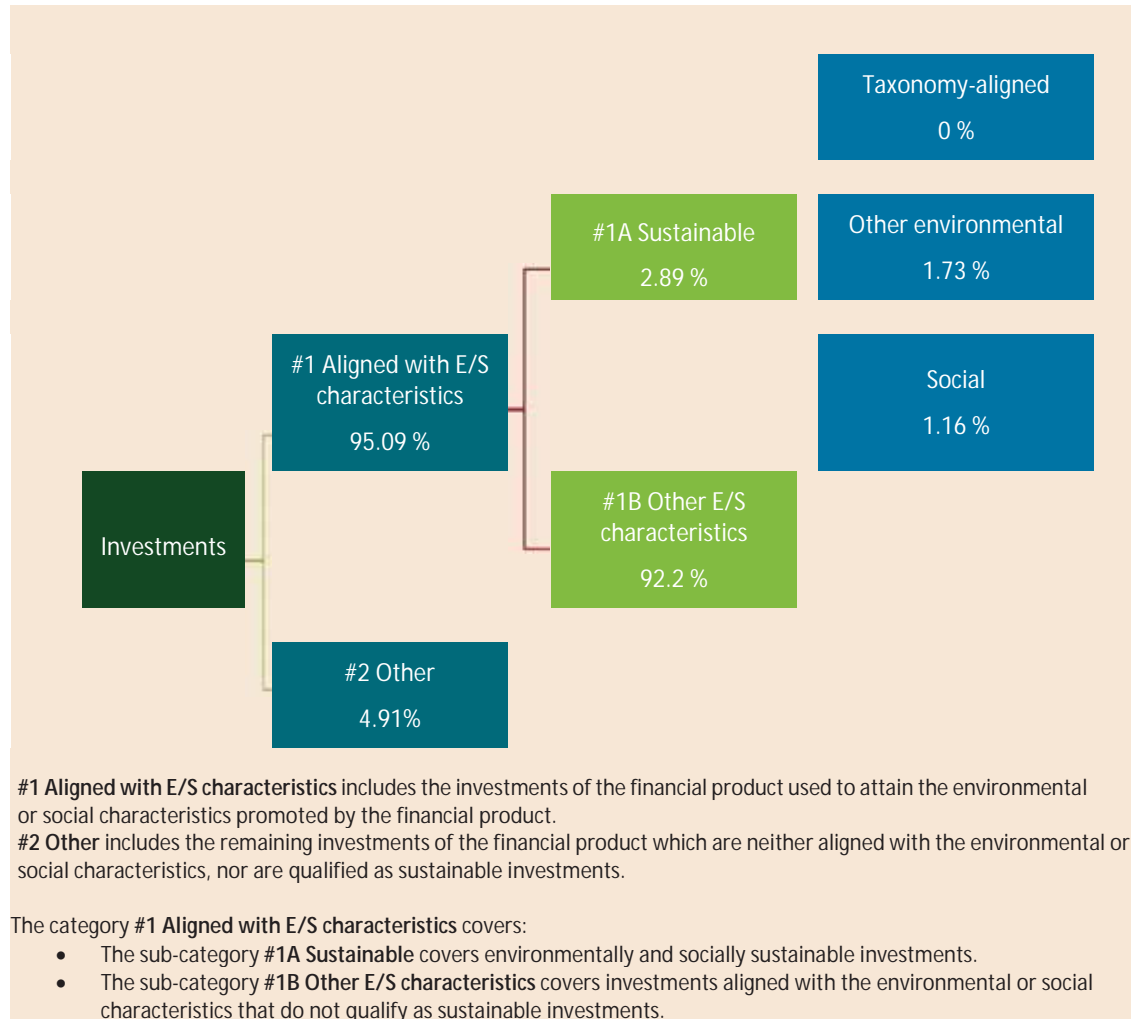 Taxonomy-aligned
0 %
#1A Sustainable
2.89 %
Other environmental
1.73 %
#1 Aligned with E/S
characteristics
95.09 %
Social
1.16 %
Investments
#1B Other E/S
characteristics
92.2 %
#2 Other
4.91%
#1 Aligned with E/S characteristics includes the investments of the financial product used to attain the environmental
or social characteristics promoted by the financial product.
#2 Other includes the remaining investments of the financial product which are neither aligned with the environmental or
social characteristics, nor are qualified as sustainable investments.
The category #1 Aligned with E/S characteristics covers:
• The sub-category #1A Sustainable covers environmentally and socially sustainable investments.
• The sub-category #1B Other E/S characteristics covers investments aligned with the environmental or social
characteristics that do not qualify as sustainable investments.